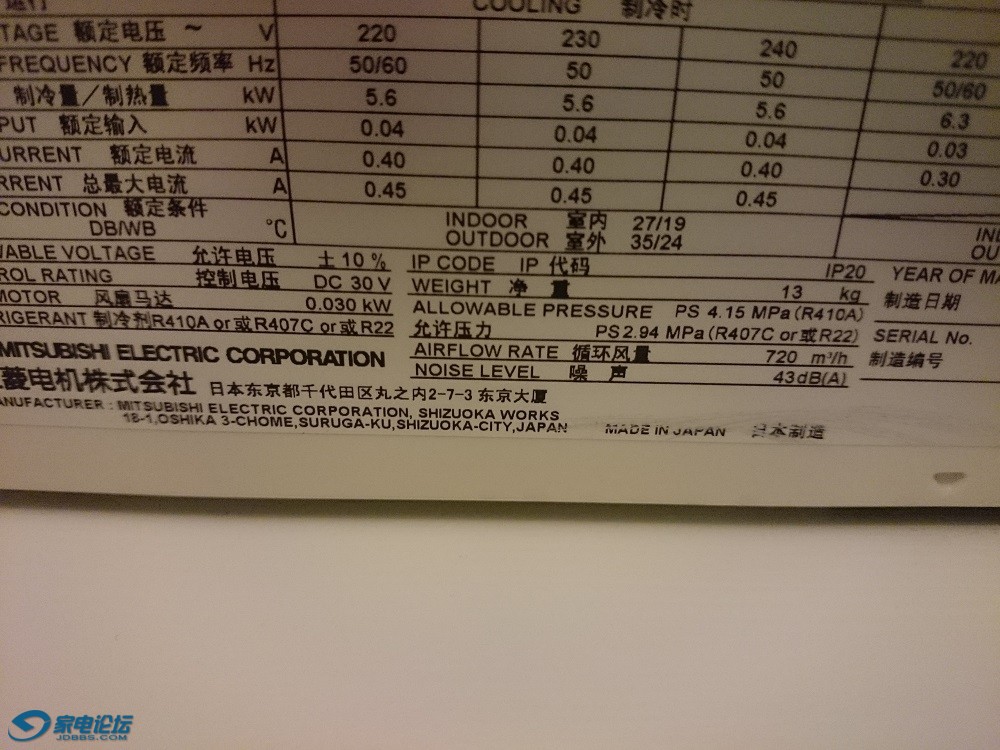 运行 COOLING 制冷时
TAGE 额定电压 ~ V 220 230 240 220
FREQUENCY 额定频率 Hz 50/60 50 50 50/60
制冷量/制热量 kW 5.6 5.6 5.6 6.3
PUT 额定输入 kW 0.04 0.04 0.04 0.03
URRENT 额定电流 A 0.40 0.40 0.40 0.30
RRENT 总最大电流 A 0.45 0.45 0.45
CONDITION 额定条件 DB/WB °C INDOOR 室内 27/19
OUTDOOR 室外 35/24
WABLE VOLTAGE 允许电压 ±10% IP CODE IP 代码 IP20 YEAR OF MA
ROL RATING 控制电压 DC 30 V WEIGHT 净 重 13 kg 制造日期
MOTOR 风扇马达 0.030 kW ALLOWABLE PRESSURE PS 4.15 MPa (R410A)
RIGERANT 制冷剂R410A or或R407C or或R22 允许压力 PS 2.94 MPa (R407C or或R22) SERIAL No.
MITSUBISHI ELECTRIC CORPORATION AIRFLOW RATE 循环风量 720 m³/h 制造编号
NOISE LEVEL 噪 声 43dB(A)
菱电机株式会社 日本东京都千代田区丸之内2-7-3 东京大厦
ANUFACTURER : MITSUBISHI ELECTRIC CORPORATION, SHIZUOKA WORKS
18-1,OSHIKA 3-CHOME,SURUGA-KU,SHIZUOKA-CITY,JAPAN MADE IN JAPAN 日本制造
家电论坛
JDBBS.COM